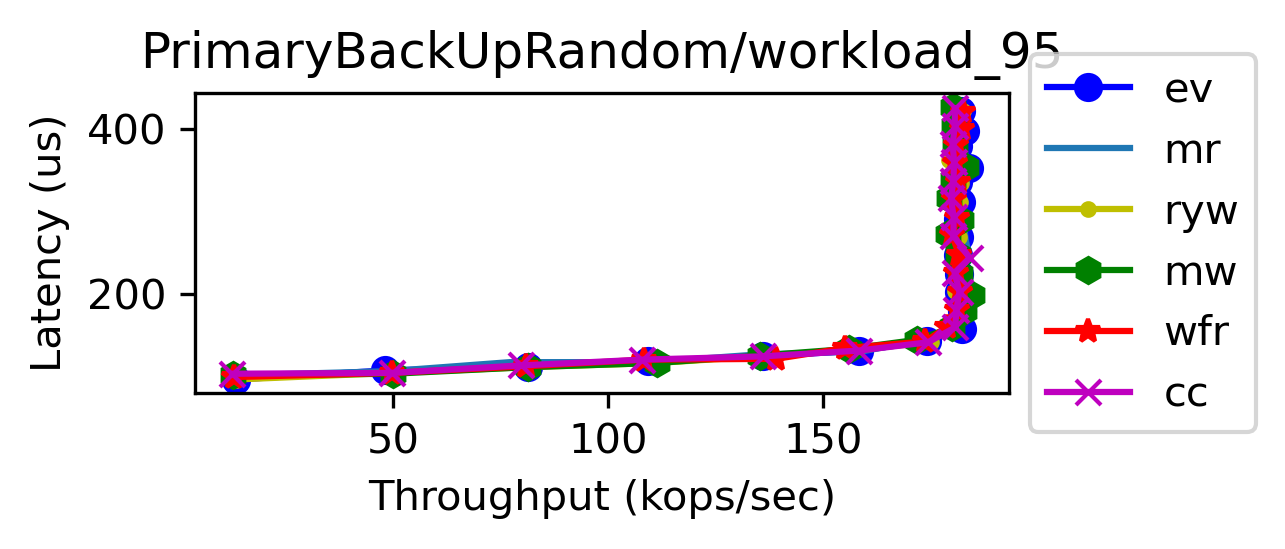 PrimaryBackUpRandom/workload_95
Latency (us)
400
200
50
100
150
Throughput (kops/sec)
ev
mr
ryw
mw
wfr
cc